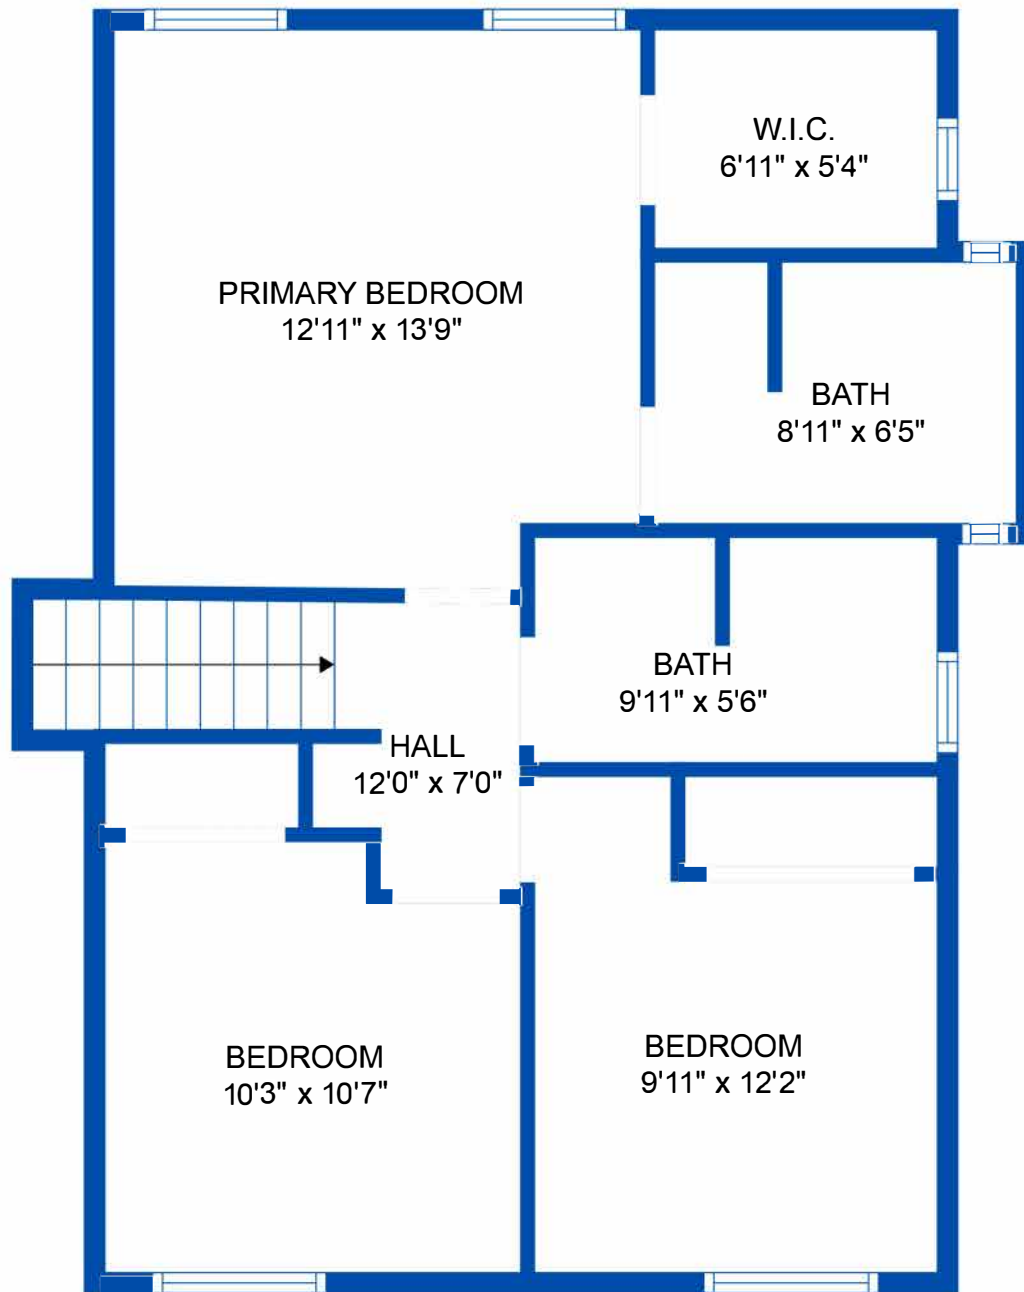 W.I.C.
6'11" x 5'4"
PRIMARY BEDROOM
12'11" x 13'9"
BATH
8'11" x 6'5"
BATH
9'11" x 5'6"
HALL
12'0" x 7'0"
BEDROOM
10'3" x 10'7"
BEDROOM
9'11" x 12'2"